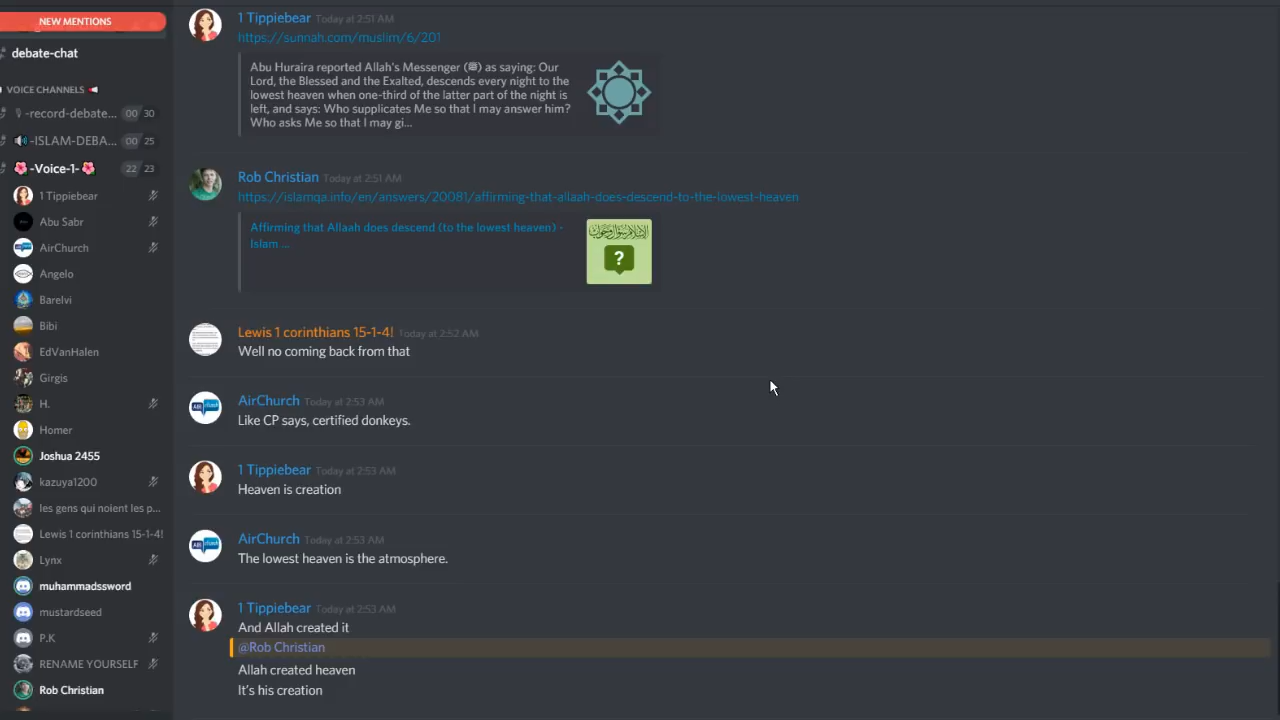 NEW MENTIONS
debate-chat
VOICE CHANNELS
-record-debate... 00 30
-ISLAM-DEBA... 00 25
-Voice-1- 22 23
1 Tippiebear
Abu Sabr
AirChurch
Angelo
Barelvi
Bibi
EdVanHalen
Girgis
H.
Homer
Joshua 2455
kazuya1200
les gens qui noient les p...
Lewis 1 corinthians 15-1-4!
Lynx
muhammadssword
mustardseed
P.K
RENAME YOURSELF
Rob Christian
1 Tippiebear Today at 2:51 AM
https://sunnah.com/muslim/6/201
Abu Huraira reported Allah's Messenger (ﷺ) as saying: Our
Lord, the Blessed and the Exalted, descends every night to the
lowest heaven when one-third of the latter part of the night is
left, and says: Who supplicates Me so that I may answer him?
Who asks Me so that I may gi...
Rob Christian Today at 2:51 AM
https://islamqa.info/en/answers/20081/affirming-that-allaah-does-descend-to-the-lowest-heaven
Affirming that Allaah does descend (to the lowest heaven) -
Islam ...
الإسلام سؤال وجواب
?
Lewis 1 corinthians 15-1-4! Today at 2:52 AM
Well no coming back from that
AirChurch Today at 2:53 AM
Like CP says, certified donkeys.
1 Tippiebear Today at 2:53 AM
Heaven is creation
AirChurch Today at 2:53 AM
The lowest heaven is the atmosphere.
1 Tippiebear Today at 2:53 AM
And Allah created it
@Rob Christian
Allah created heaven
It's his creation